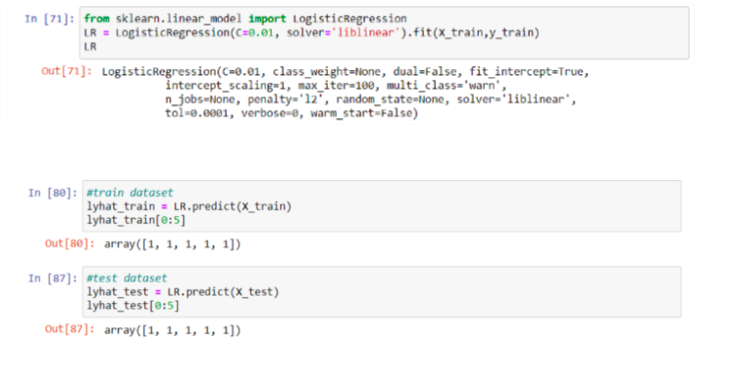 In [71]: from sklearn.linear_model import LogisticRegression
LR = LogisticRegression(C=0.01, solver='liblinear').fit(X_train,y_train)
LR
Out[71]: LogisticRegression(C=0.01, class_weight=None, dual=False, fit_intercept=True,
intercept_scaling=1, max_iter=100, multi_class='warn',
n_jobs=None, penalty='l2', random_state=None, solver='liblinear',
tol=0.0001, verbose=0, warm_start=False)
In [80]: #train dataset
lyhat_train = LR.predict(X_train)
lyhat_train[0:5]
Out[80]: array([1, 1, 1, 1, 1])
In [87]: #test dataset
lyhat_test = LR.predict(X_test)
lyhat_test[0:5]
Out[87]: array([1, 1, 1, 1, 1])